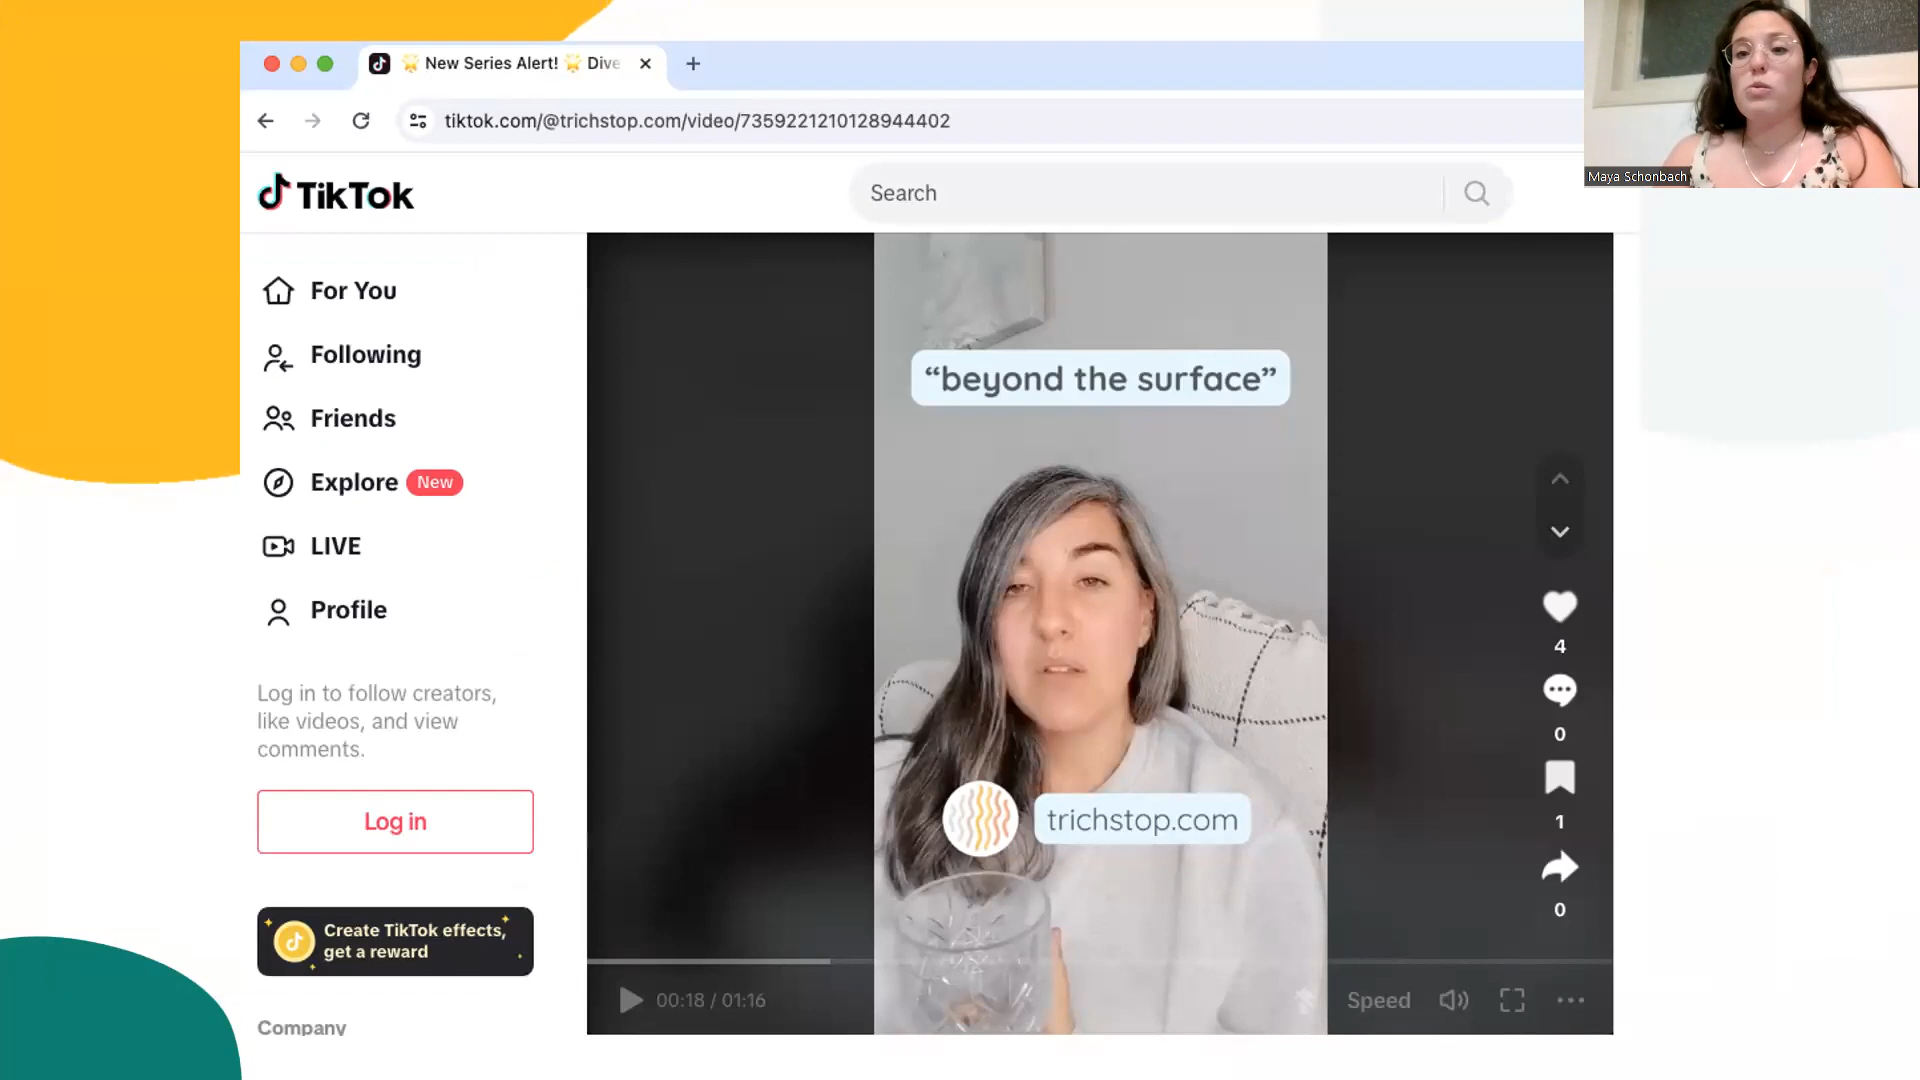 🌟 New Series Alert! 🌟 Dive
tiktok.com/@trichstop.com/video/7359221210128944402
TikTok
Search
Maya Schonbach
For You
Following
Friends
Explore New
LIVE
Profile
Log in to follow creators,
like videos, and view
comments.
Log in
Create TikTok effects,
get a reward
Company
“beyond the surface”
trichstop.com
4
0
1
0
00:18 / 01:16
Speed